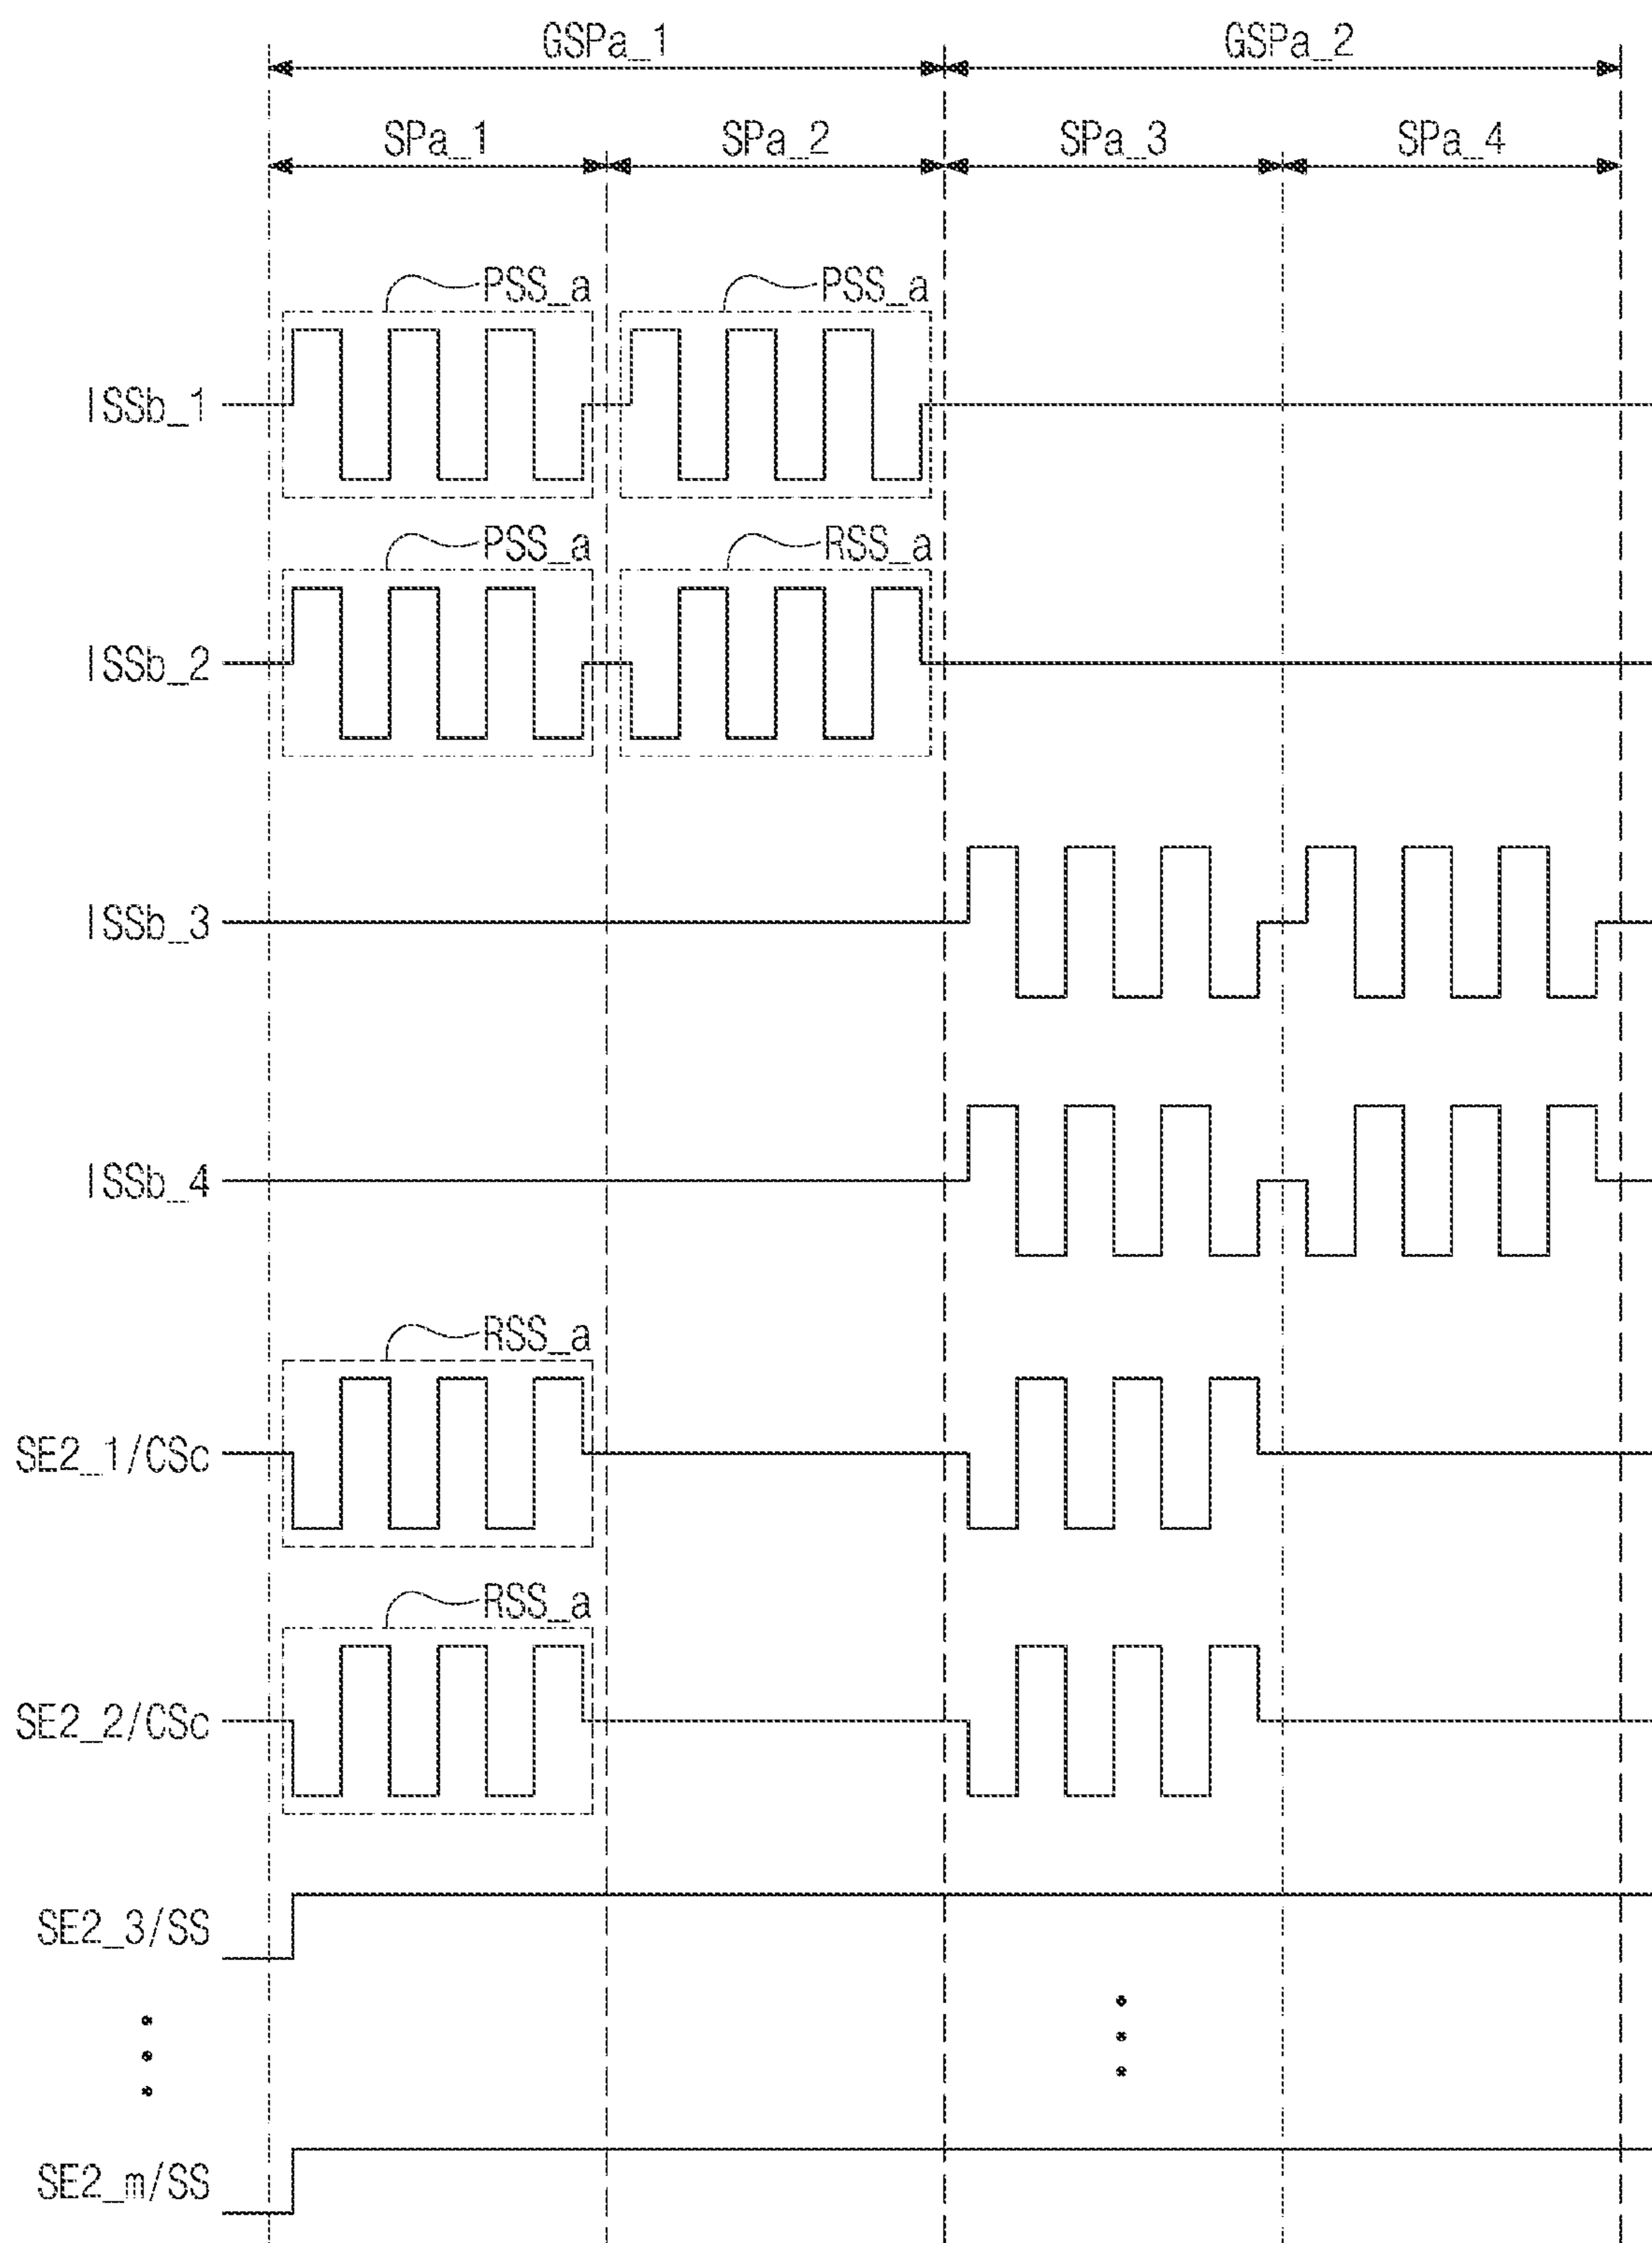 GSPa_1 GSPa_2
SPa_1 SPa_2 SPa_3 SPa_4
PSS_a PSS_a
ISSb_1
PSS_a RSS_a
ISSb_2
ISSb_3
ISSb_4
RSS_a
SE2_1/CSc
RSS_a
SE2_2/CSc
SE2_3/SS
SE2_m/SS